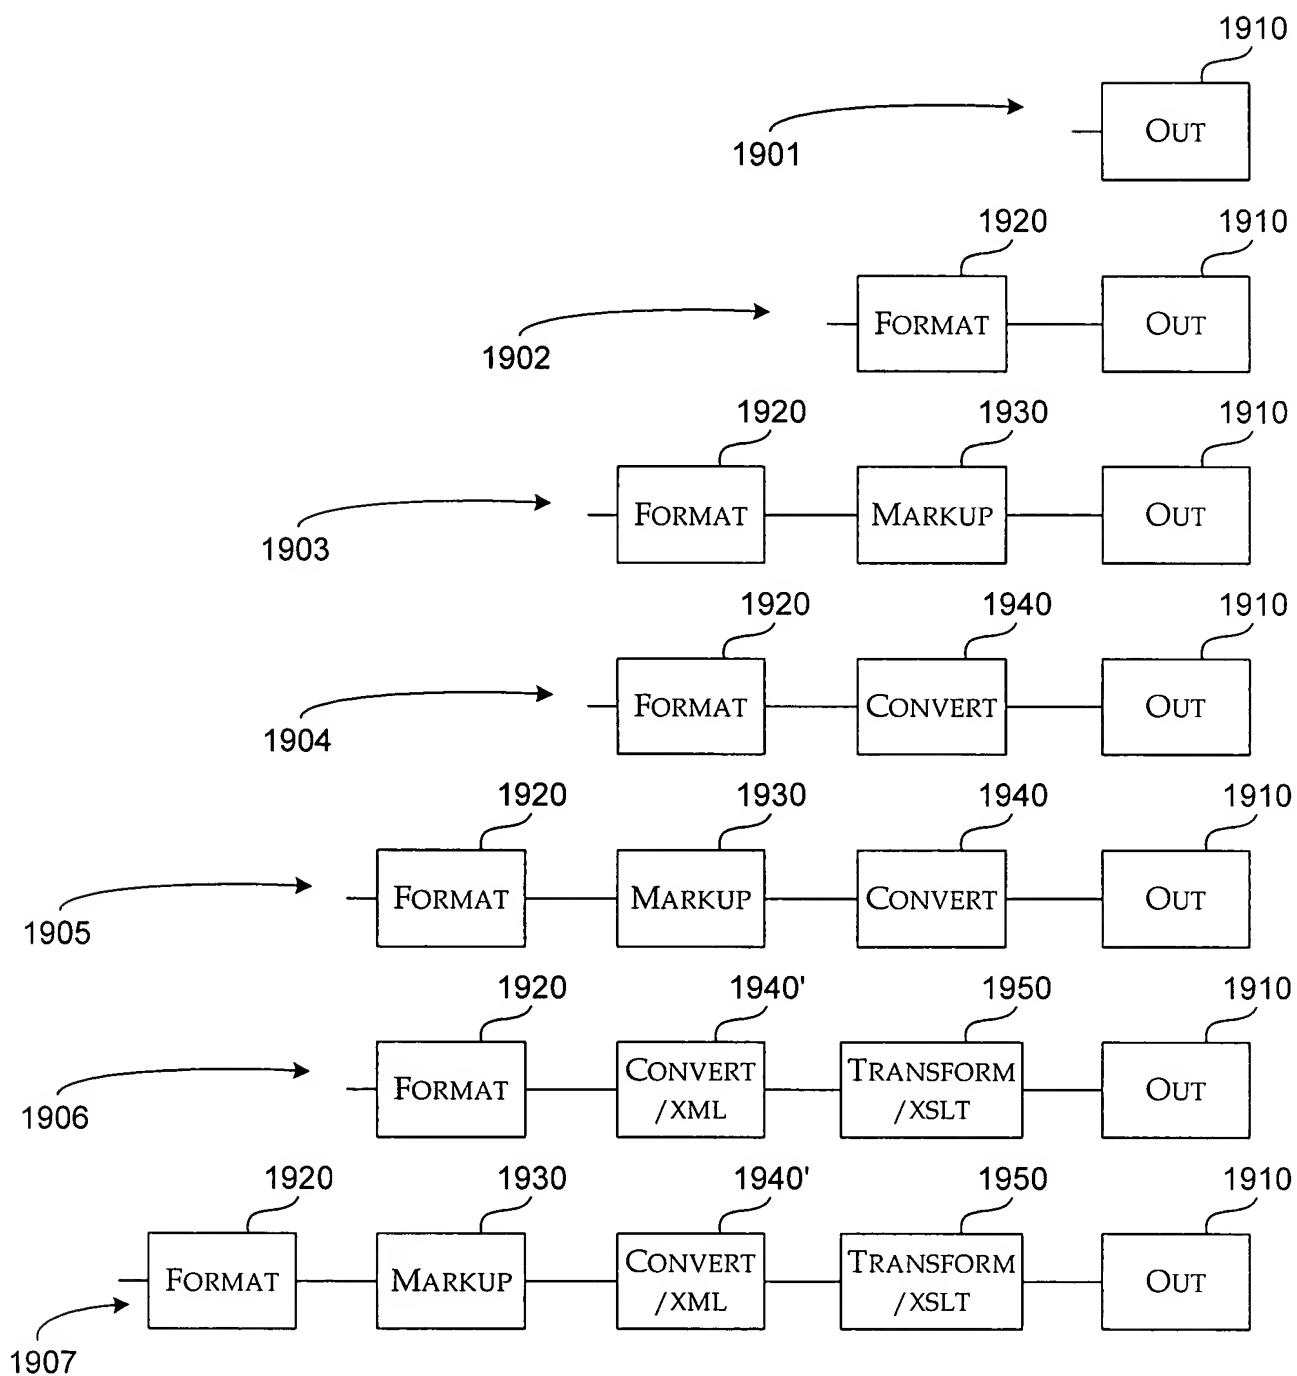 1910
OUT
1901
1920 1910
FORMAT OUT
1902
1920 1930 1910
FORMAT MARKUP OUT
1903
1920 1940 1910
FORMAT CONVERT OUT
1904
1920 1930 1940 1910
FORMAT MARKUP CONVERT OUT
1905
1920 1940' 1950 1910
FORMAT CONVERT TRANSFORM OUT
/XML /XSLT
1906
1920 1930 1940' 1950 1910
FORMAT MARKUP CONVERT TRANSFORM OUT
/XML /XSLT
1907